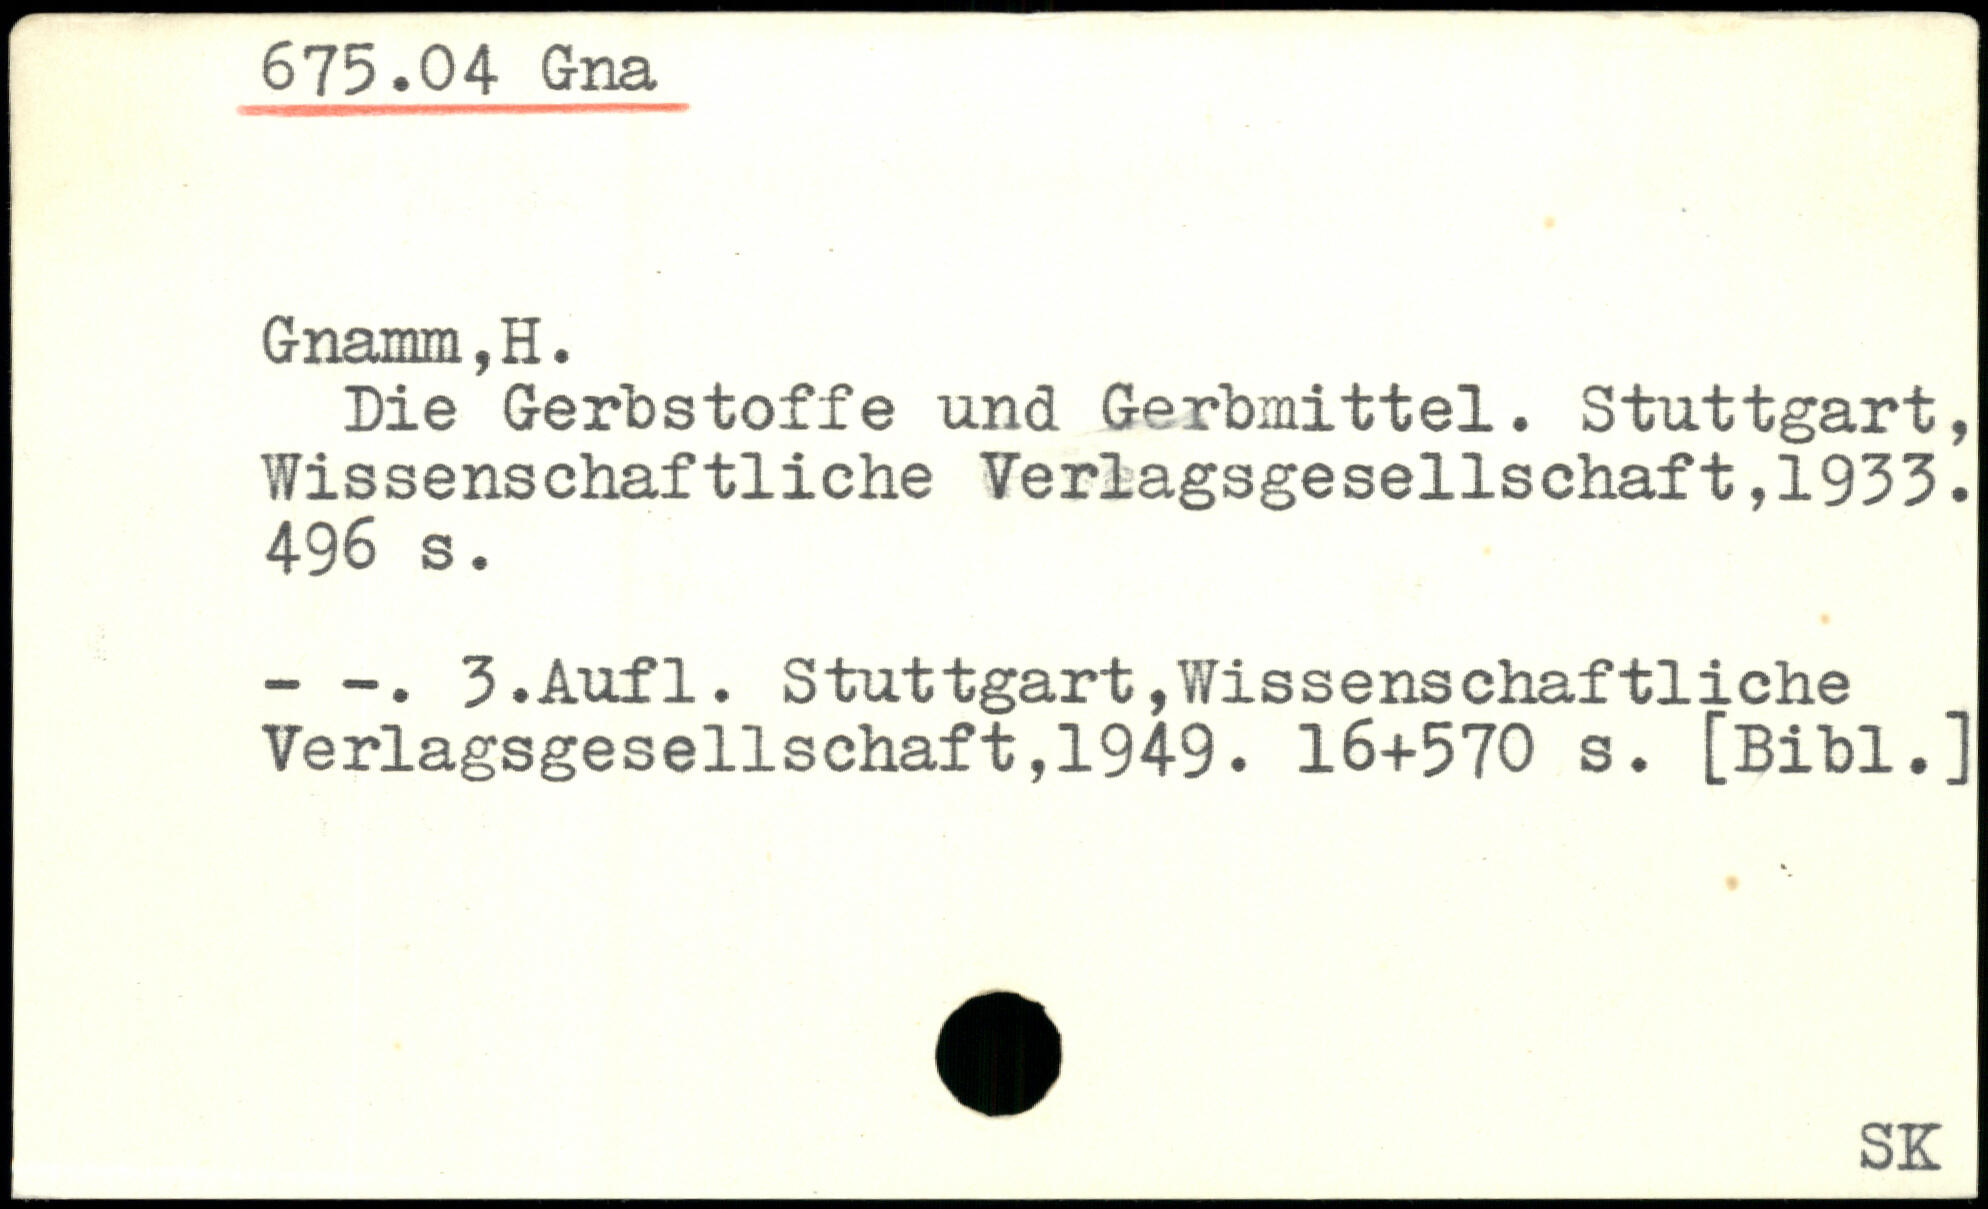 675.04 Gna
Gnamm,H.
Die Gerbstoffe und Gerbmittel. Stuttgart,
Wissenschaftliche Verlagsgesellschaft,1933.
496 s.
- -. 3.Aufl. Stuttgart,Wissenschaftliche
Verlagsgesellschaft,1949. 16+570 s. [Bibl.]
SK